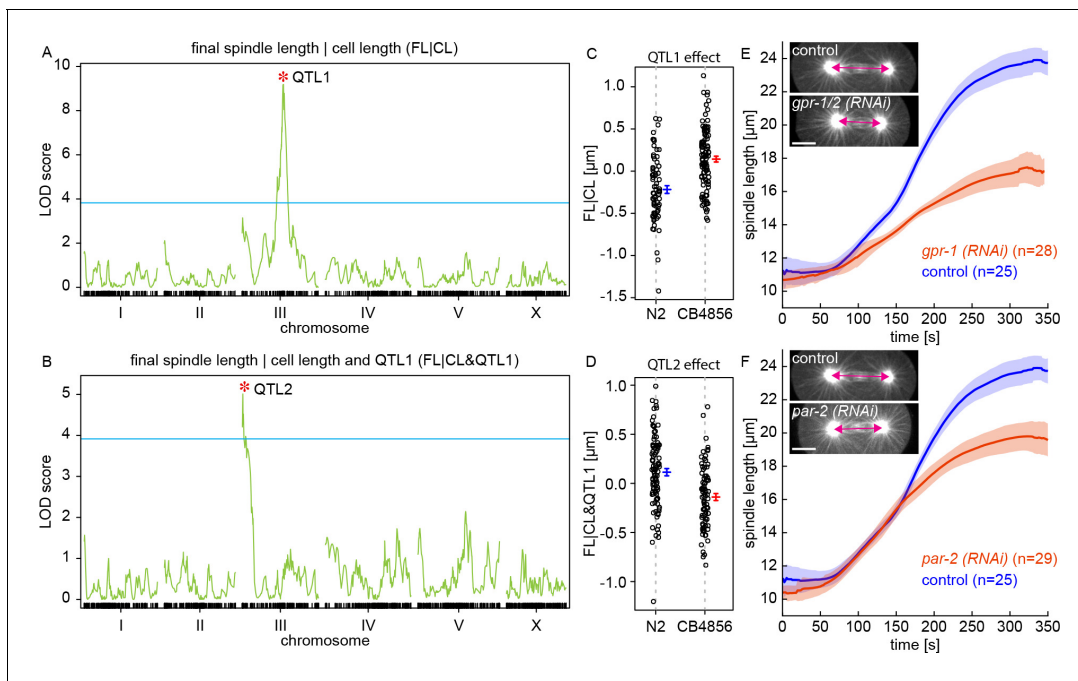 A
final spindle length | cell length (FL|CL)
10
8
6
4
2
0
LOD score
* QTL1
I II III IV V X
chromosome
B
final spindle length | cell length and QTL1 (FL|CL&QTL1)
5
4
3
2
1
0
LOD score
* QTL2
I II III IV V X
chromosome
C
QTL1 effect
1.0
0.5
0.0
-0.5
-1.0
-1.5
FL|CL [µm]
N2 CB4856
D
QTL2 effect
1.0
0.5
0.0
-0.5
-1.0
FL|CL&QTL1 [µm]
N2 CB4856
E
24
22
20
18
16
14
12
10
spindle length [µm]
control
gpr-1/2 (RNAi)
gpr-1 (RNAi) (n=28)
control (n=25)
0 50 100 150 200 250 300 350
time [s]
F
24
22
20
18
16
14
12
10
spindle length [µm]
control
par-2 (RNAi)
par-2 (RNAi) (n=29)
control (n=25)
0 50 100 150 200 250 300 350
time [s]